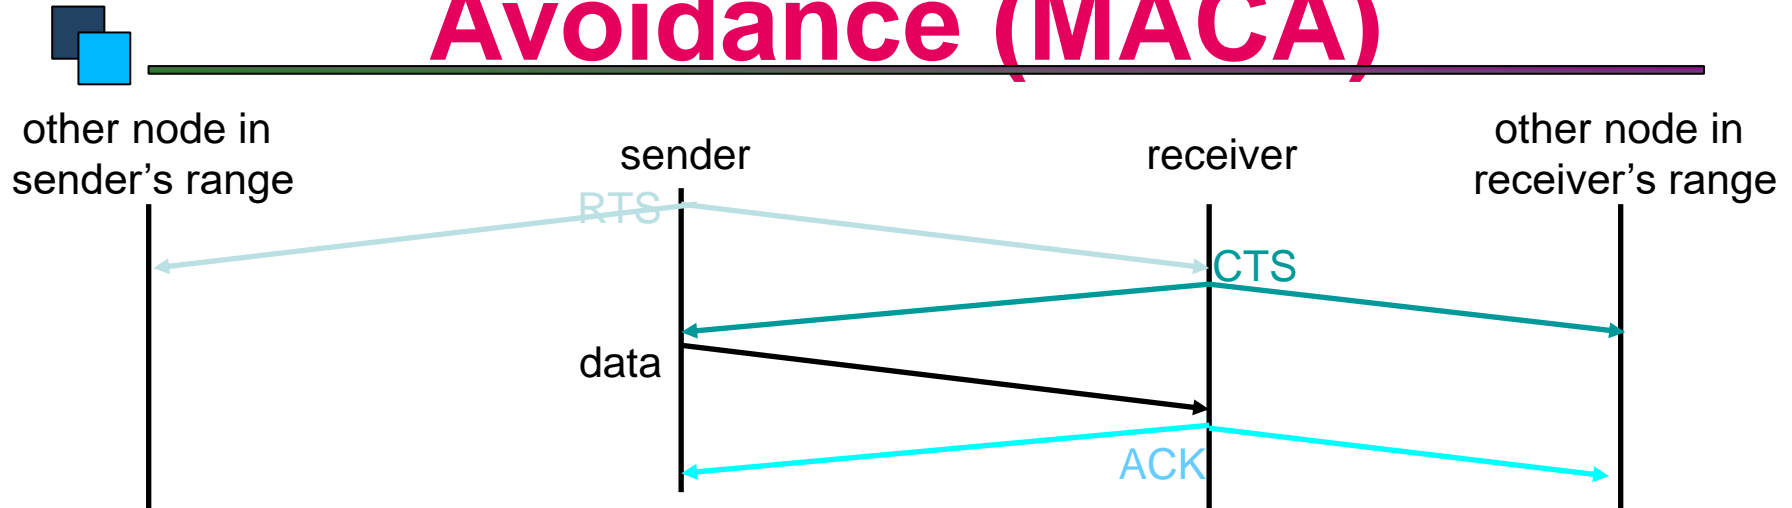 Avoidance (MACA)
other node in
sender’s range
sender
receiver
other node in
receiver’s range
RTS
CTS
data
ACK